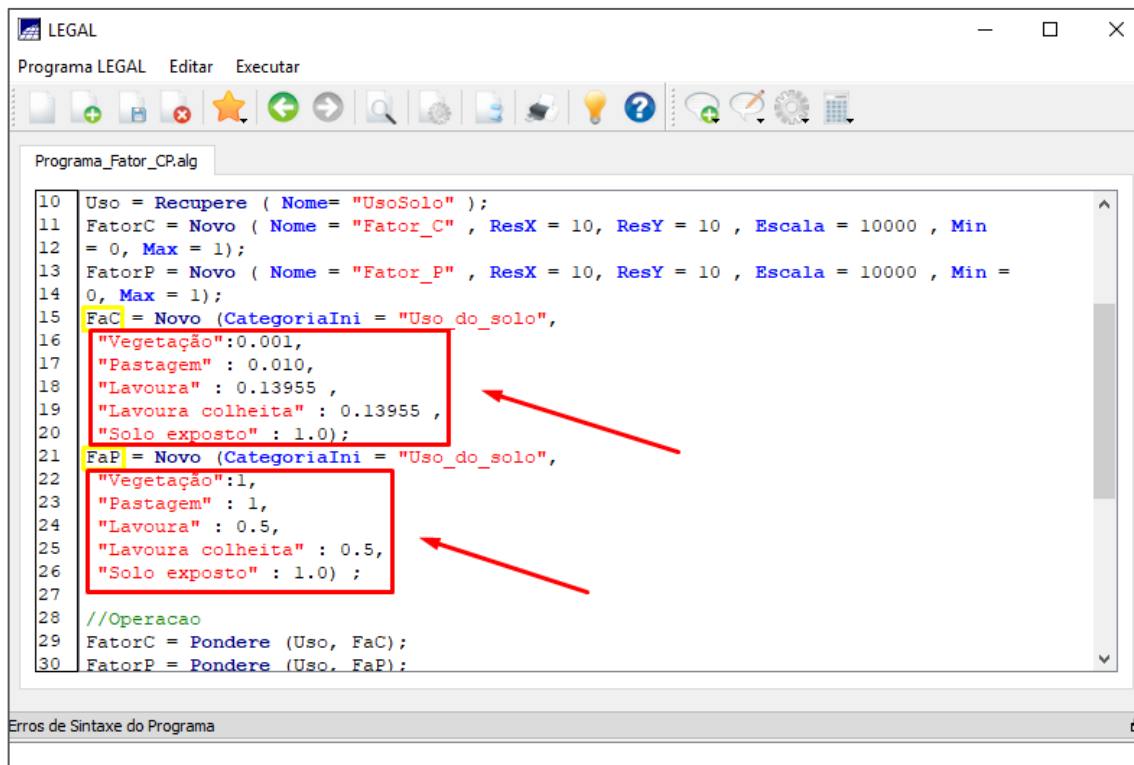 LEGAL
Programa LEGAL Editar Executar
Programa_Fator_CP.alg
10 Uso = Recupere ( Nome= "UsoSolo" );
11 FatorC = Novo ( Nome = "Fator_C" , ResX = 10, ResY = 10 , Escala = 10000 , Min
12 = 0, Max = 1);
13 FatorP = Novo ( Nome = "Fator_P" , ResX = 10, ResY = 10 , Escala = 10000 , Min =
14 0, Max = 1);
15 FaC = Novo (CategoriaIni = "Uso_do_solo",
16 "Vegetação":0.001,
17 "Pastagem" : 0.010,
18 "Lavoura" : 0.13955 ,
19 "Lavoura colheita" : 0.13955 ,
20 "Solo exposto" : 1.0);
21 FaP = Novo (CategoriaIni = "Uso_do_solo",
22 "Vegetação":1,
23 "Pastagem" : 1,
24 "Lavoura" : 0.5,
25 "Lavoura colheita" : 0.5,
26 "Solo exposto" : 1.0) ;
27
28 //Operacao
29 FatorC = Pondere (Uso, FaC);
30 FatorP = Pondere (Uso, FaP);
Erros de Sintaxe do Programa